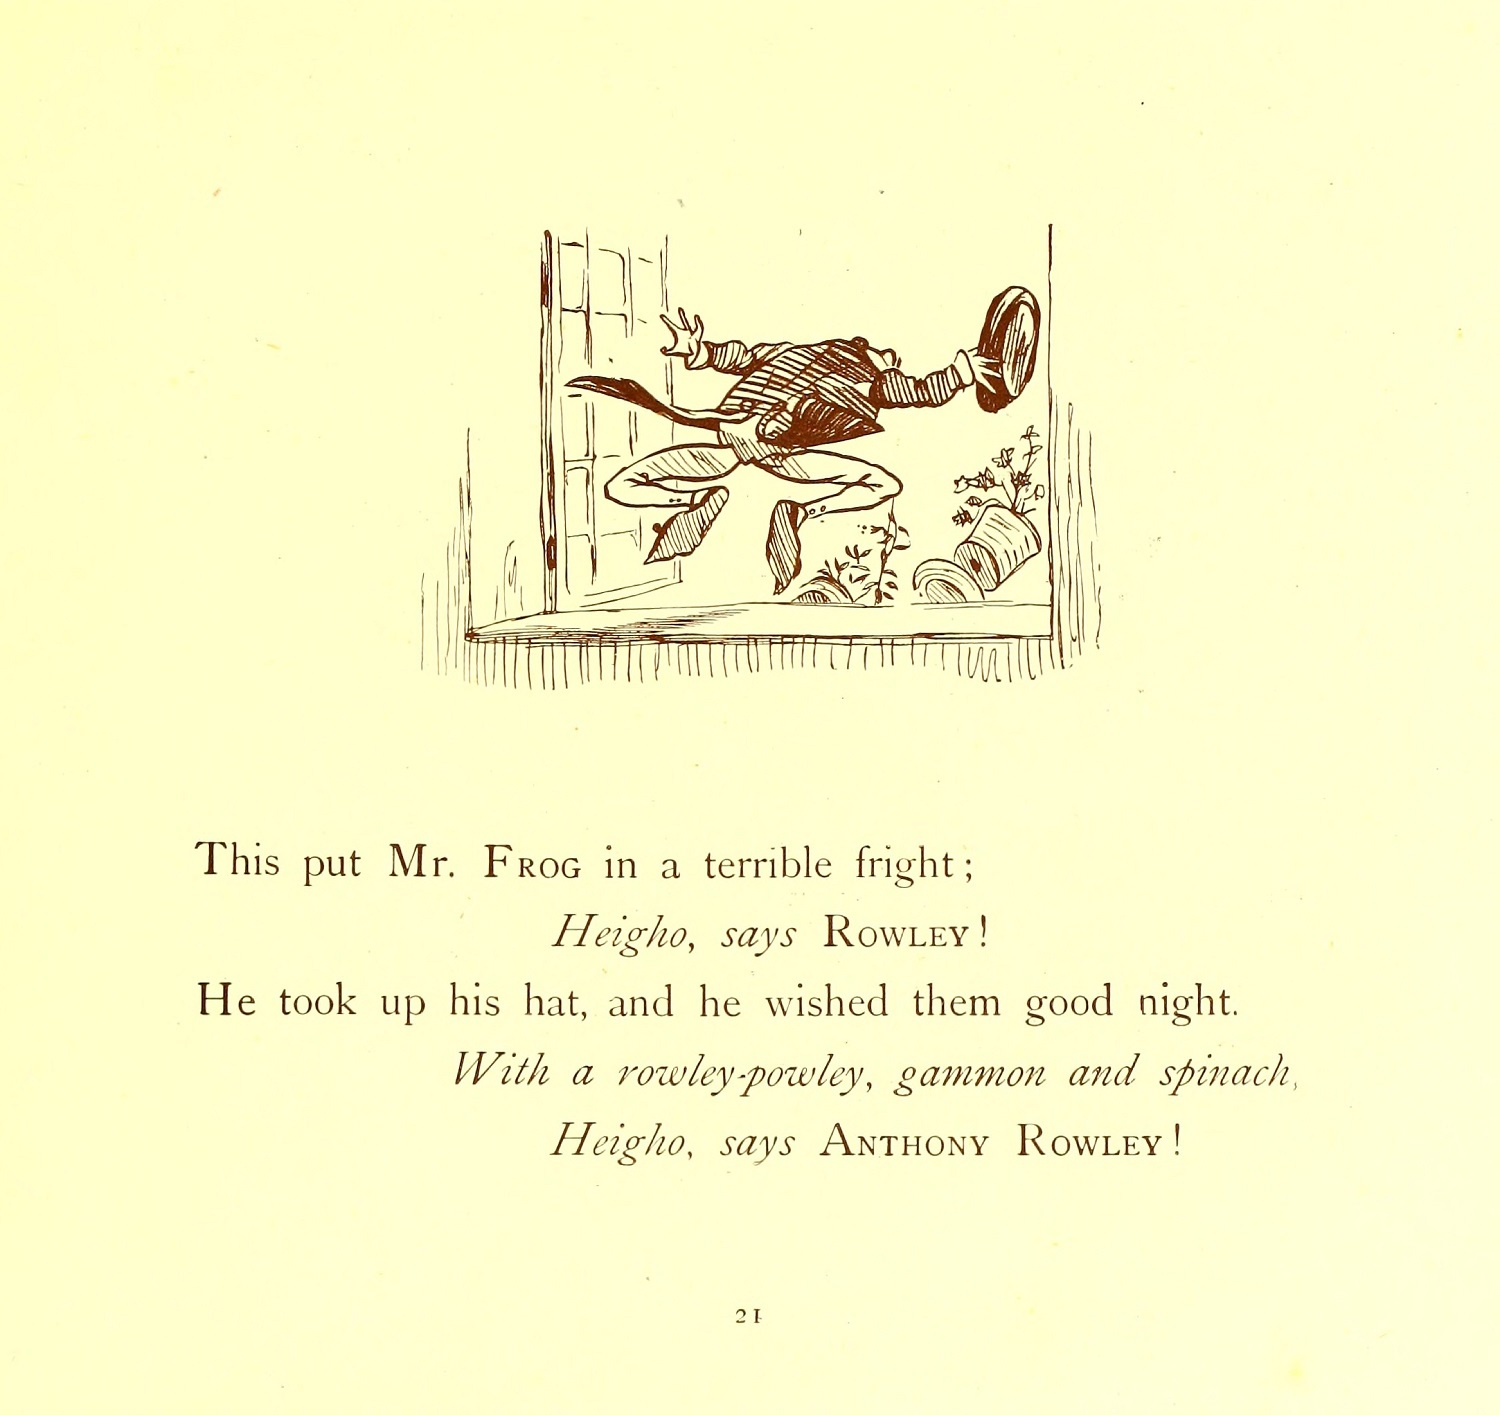 This put Mr. FROG in a terrible fright;
Heigho, says ROWLEY!
He took up his hat, and he wished them good night.
With a rowley-powley, gammon and spinach,
Heigho, says ANTHONY ROWLEY!
21